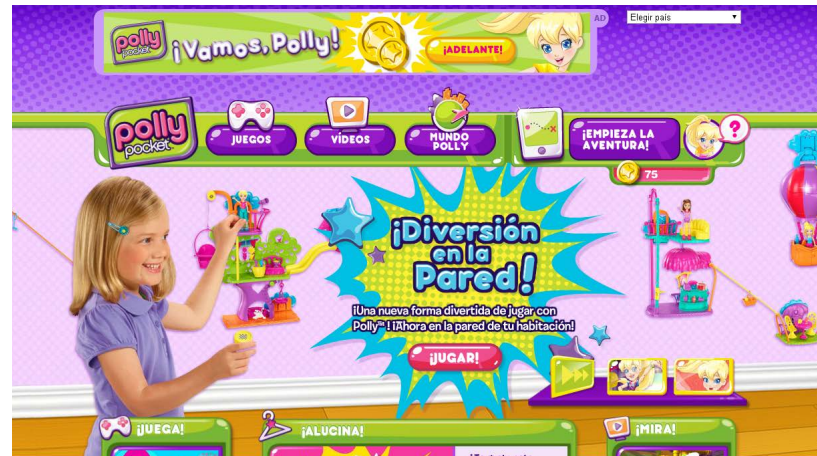 AD
Elegir país
polly
pocket
¡Vamos, Polly!
¡ADELANTE!
polly
pocket™
JUEGOS
VÍDEOS
MUNDO
POLLY
¡EMPIEZA LA
AVENTURA!
?
75
¡Diversión
en la
Pared!
¡Una nueva forma divertida de jugar con
Polly™ ! ¡Ahora en la pared de tu habitación!
¡JUGAR!
¡JUEGA!
¡ALUCINA!
¡MIRA!